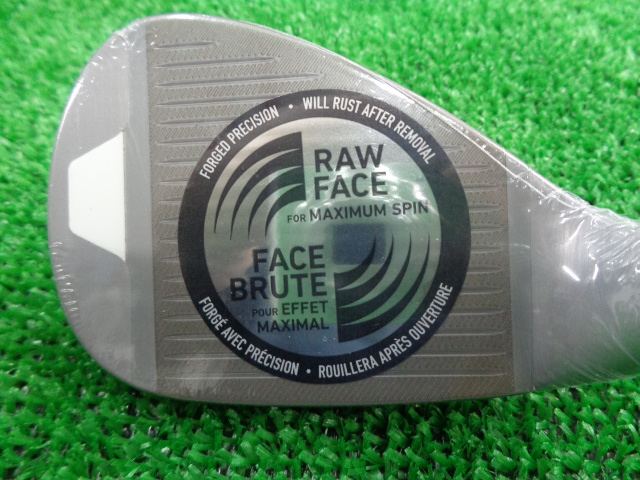 FORGED PRECISION • WILL RUST AFTER REMOVAL
RAW
FACE
FOR MAXIMUM SPIN
FACE
BRUTE
POUR EFFET
MAXIMAL
FORGÉ AVEC PRÉCISION • ROUILLERA APRÈS OUVERTURE